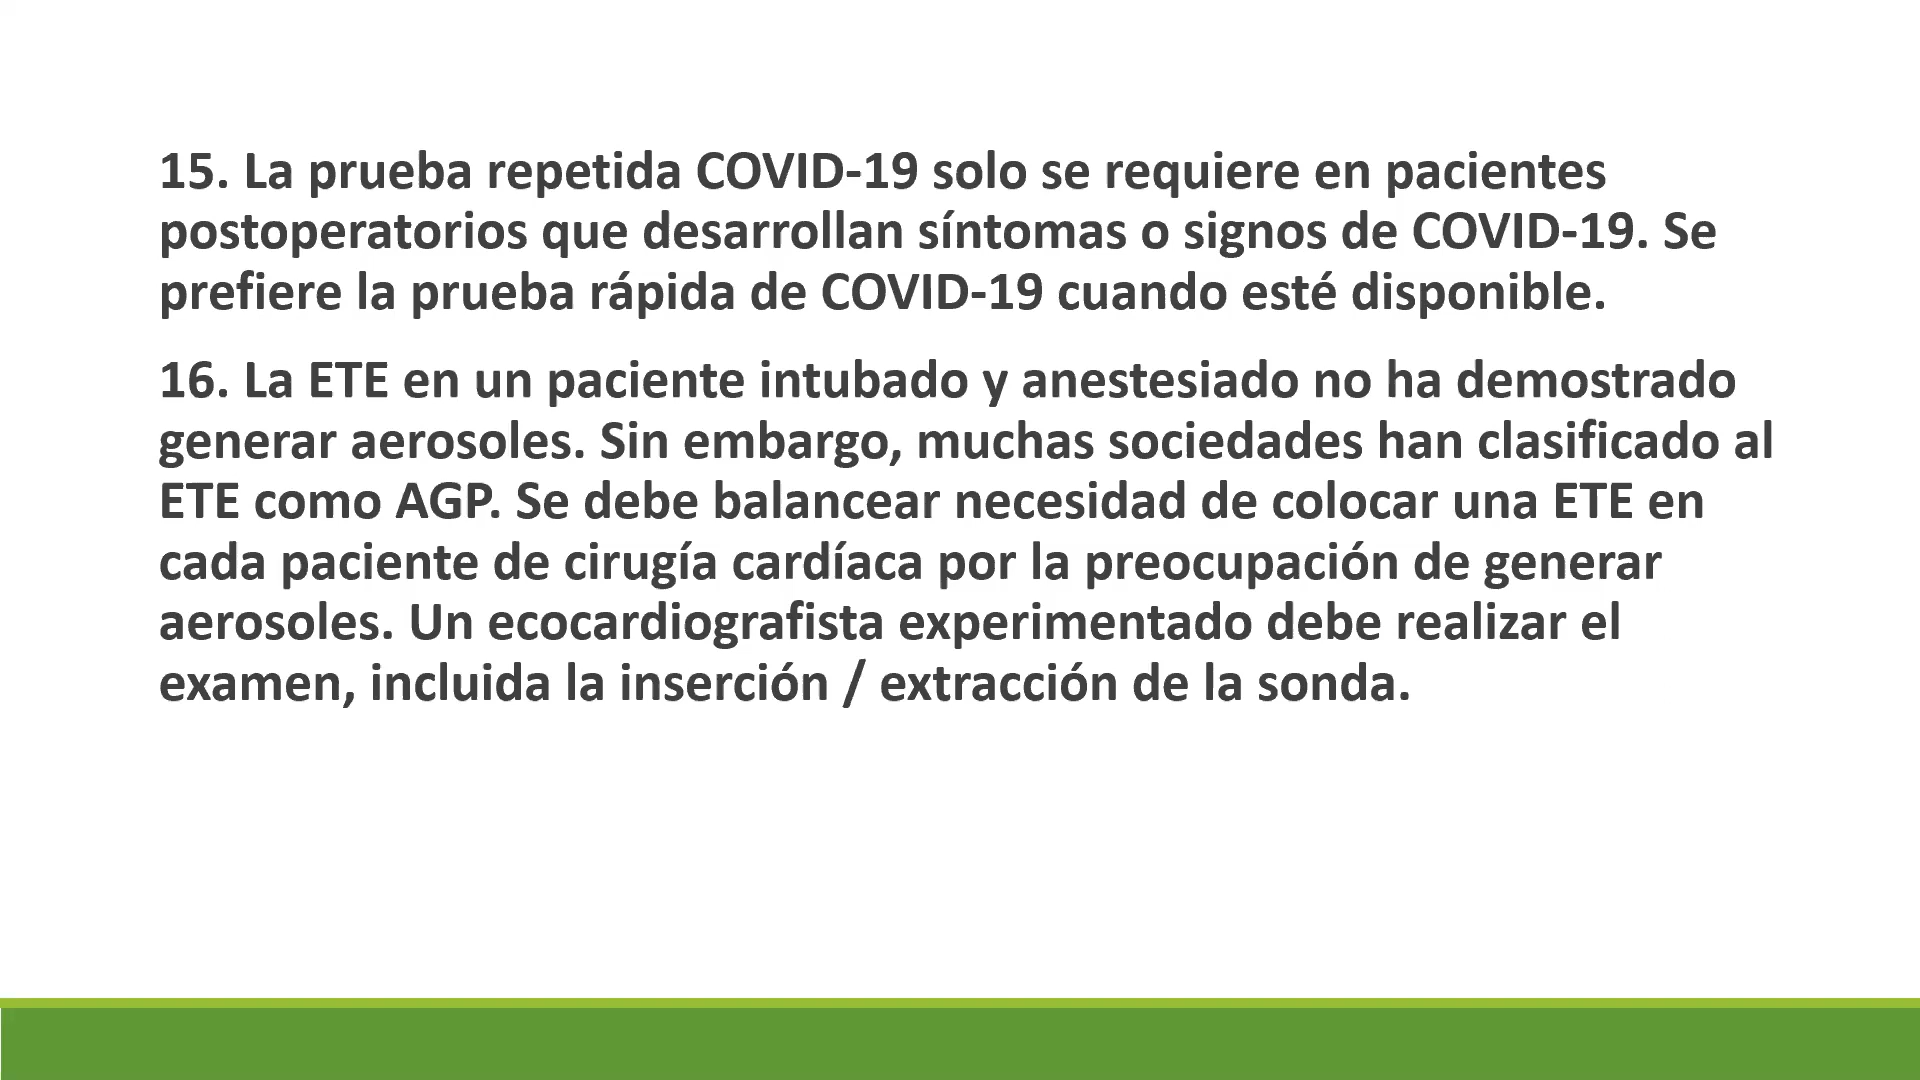 15. La prueba repetida COVID-19 solo se requiere en pacientes
postoperatorios que desarrollan síntomas o signos de COVID-19. Se
prefiere la prueba rápida de COVID-19 cuando esté disponible.
16. La ETE en un paciente intubado y anestesiado no ha demostrado
generar aerosoles. Sin embargo, muchas sociedades han clasificado al
ETE como AGP. Se debe balancear necesidad de colocar una ETE en
cada paciente de cirugía cardíaca por la preocupación de generar
aerosoles. Un ecocardiografista experimentado debe realizar el
examen, incluida la inserción / extracción de la sonda.